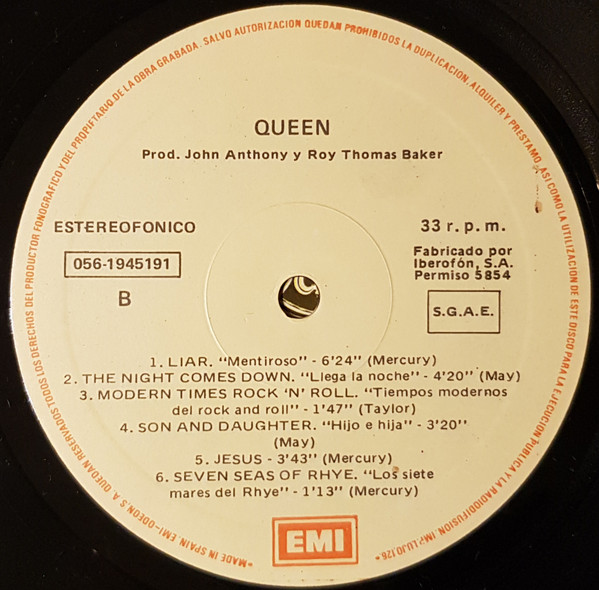 QUEEN
Prod. John Anthony y Roy Thomas Baker
ESTEREOFONICO
33 r. p. m.
056-1945191
Fabricado por
Iberofón, S.A.
Permiso 5854
B
S.G.A.E.
1. LIAR. "Mentiroso" - 6'24" (Mercury)
2. THE NIGHT COMES DOWN. "Llega la noche" - 4'20" (May)
3. MODERN TIMES ROCK 'N' ROLL. "Tiempos modernos
del rock and roll" - 1'47" (Taylor)
4. SON AND DAUGHTER. "Hijo e hija" - 3'20"
(May)
5. JESUS - 3'43" (Mercury)
6. SEVEN SEAS OF RHYE. "Los siete
mares del Rhye" - 1'13" (Mercury)
EMI
"MADE IN SPAIN. EMI-ODEON, S. A. QUEDAN RESERVADOS TODOS LOS DERECHOS DEL PRODUCTOR FONOGRAFICO Y DEL PROPIETARIO DE LA OBRA GRABADA. SALVO AUTORIZACION QUEDAN PROHIBIDOS LA DUPLICACION, ALQUILER Y PRESTAMO, ASI COMO LA UTILIZACION DE ESTE DISCO PARA LA EJECUCION PUBLICA Y LA RADIODIFUSION. IMP. LUJO, 126"